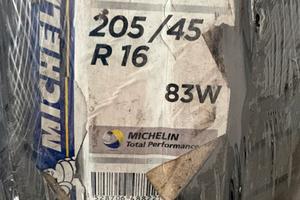 MICHELIN
205 /45
R 16
83W
MICHELIN
Total Performance